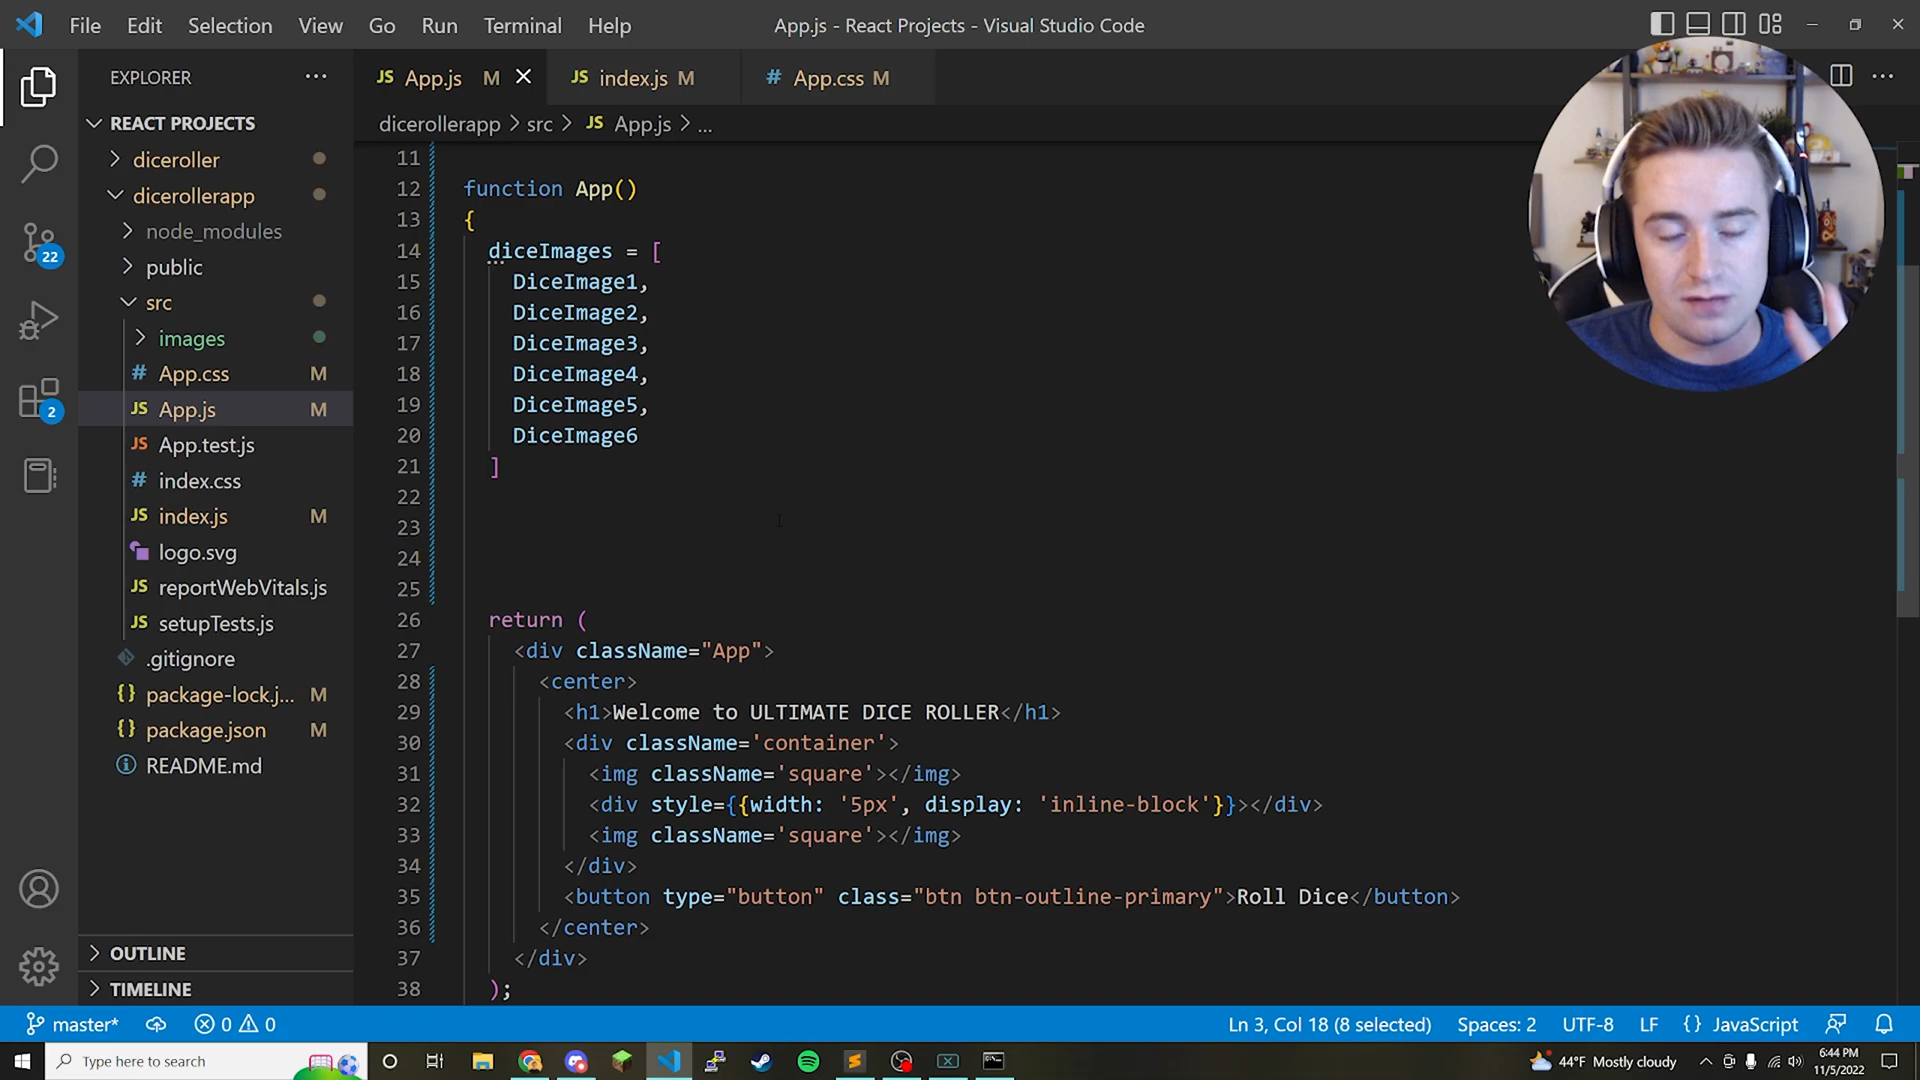 File Edit Selection View Go Run Terminal Help
App.js - React Projects - Visual Studio Code
EXPLORER ···
JS App.js M
JS index.js M
# App.css M
REACT PROJECTS
diceroller
dicerollerapp
node_modules
public
src
images
# App.css M
JS App.js M
JS App.test.js
# index.css
JS index.js M
logo.svg
JS reportWebVitals.js
JS setupTests.js
.gitignore
{} package-lock.j... M
{} package.json M
README.md
OUTLINE
TIMELINE
22
2
dicerollerapp > src > JS App.js > ...
11
12 function App()
13 {
14 diceImages = [
15 DiceImage1,
16 DiceImage2,
17 DiceImage3,
18 DiceImage4,
19 DiceImage5,
20 DiceImage6
21 ]
22
23
24
25
26 return (
27 <div className="App">
28 <center>
29 <h1>Welcome to ULTIMATE DICE ROLLER</h1>
30 <div className='container'>
31 <img className='square'></img>
32 <div style={{width: '5px', display: 'inline-block'}}></div>
33 <img className='square'></img>
34 </div>
35 <button type="button" class="btn btn-outline-primary">Roll Dice</button>
36 </center>
37 </div>
38 );
master* 0 0
Ln 3, Col 18 (8 selected) Spaces: 2 UTF-8 LF {} JavaScript
Type here to search
44°F Mostly cloudy
6:44 PM
11/5/2022